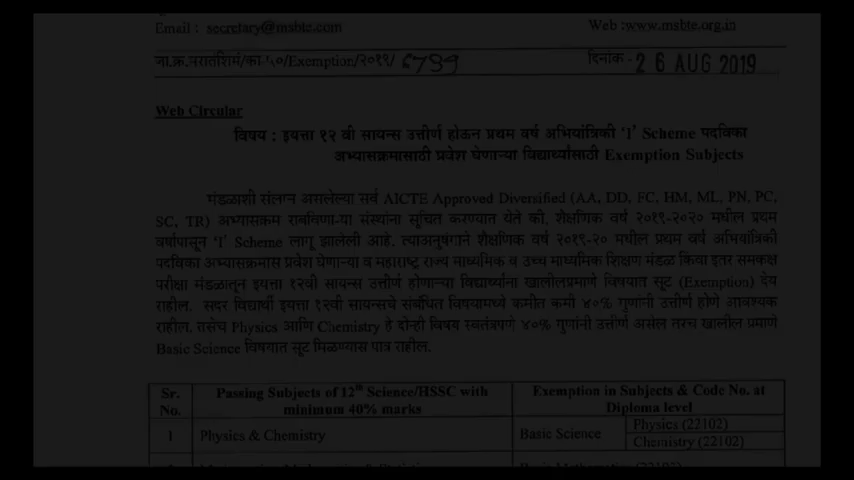 Email : secretary@msbte.com
Web :www.msbte.org.in
जा.क्र.मरातंशिमं/का-५०/Exemption/२०१९/ 6799
दिनांक - 26 AUG 2019
Web Circular
विषय : इयत्ता १२ वी सायन्स उत्तीर्ण होऊन प्रथम वर्ष अभियांत्रिकी ‘I’ Scheme पदविका
अभ्यासक्रमासाठी प्रवेश घेणाऱ्या विद्यार्थ्यांसाठी Exemption Subjects
मंडळाशी संलग्न असलेल्या सर्व AICTE Approved Diversified (AA, DD, FC, HM, ML, PN, PC,
SC, TR) अभ्यासक्रम राबविणाऱ्या संस्थांना सुचित करण्यात येते की, शैक्षणिक वर्ष २०१९-२०२० मधील प्रथम
वर्षापासून ‘I’ Scheme लागू झालेली आहे. त्याअनुषंगाने शैक्षणिक वर्ष २०१९-२० मधील प्रथम वर्ष अभियांत्रिकी
पदविका अभ्यासक्रमास प्रवेश घेणाऱ्या व महाराष्ट्र राज्य माध्यमिक व उच्च माध्यमिक शिक्षण मंडळ किंवा इतर समकक्ष
परीक्षा मंडळातून इयत्ता १२वी सायन्स उत्तीर्ण होणाऱ्या विद्यार्थ्यांना खालीलप्रमाणे विषयात सूट (Exemption) देय
राहील. सदर विद्यार्थी इयत्ता १२वी सायन्सचे संबंधित विषयामध्ये कमीत कमी ४०% गुणांनी उत्तीर्ण होणे आवश्यक
राहील. तसेच Physics आणि Chemistry हे दोन्ही विषय स्वतंत्रपणे ४०% गुणांनी उत्तीर्ण असेल तरच खालील प्रमाणे
Basic Science विषयात सूट मिळण्यास पात्र राहील.
Sr. No. Passing Subjects of 12th Science/HSSC with minimum 40% marks Exemption in Subjects & Code No. at Diploma level
1 Physics & Chemistry Basic Science Physics (22102)
Chemistry (22102)